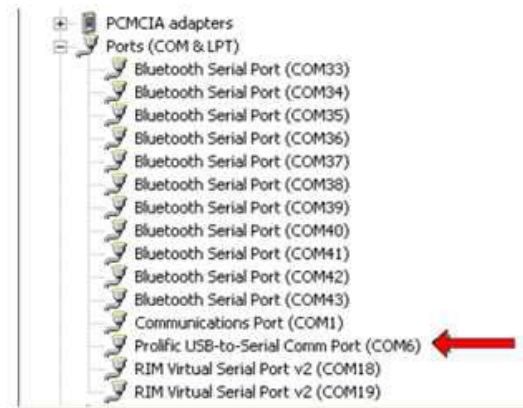 PCMCIA adapters
Ports (COM & LPT)
Bluetooth Serial Port (COM33)
Bluetooth Serial Port (COM34)
Bluetooth Serial Port (COM35)
Bluetooth Serial Port (COM36)
Bluetooth Serial Port (COM37)
Bluetooth Serial Port (COM38)
Bluetooth Serial Port (COM39)
Bluetooth Serial Port (COM40)
Bluetooth Serial Port (COM41)
Bluetooth Serial Port (COM42)
Bluetooth Serial Port (COM43)
Communications Port (COM1)
Prolific USB-to-Serial Comm Port (COM6)
RIM Virtual Serial Port v2 (COM18)
RIM Virtual Serial Port v2 (COM19)